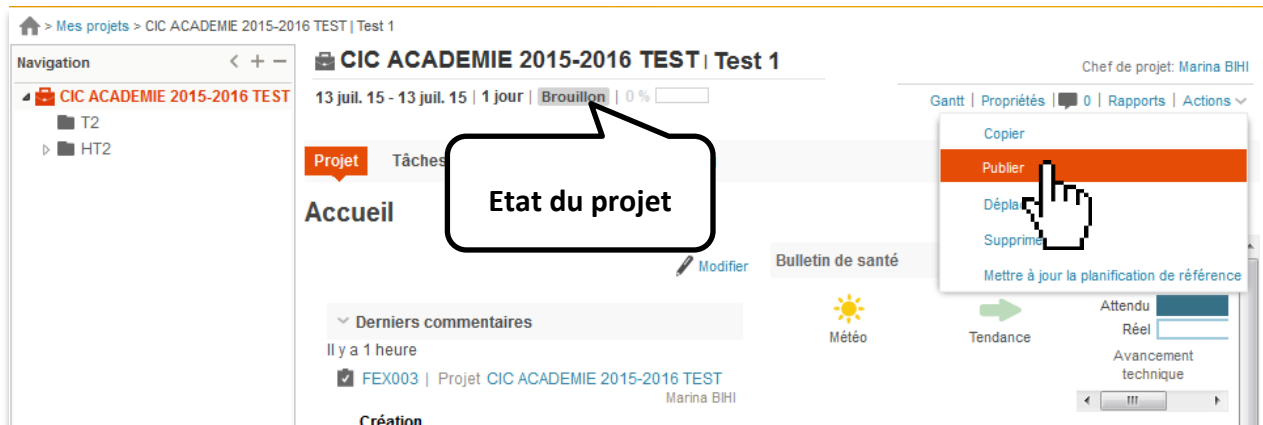 > Mes projets > CIC ACADEMIE 2015-2016 TEST | Test 1
Navigation < + −
CIC ACADEMIE 2015-2016 TEST
T2
HT2
CIC ACADEMIE 2015-2016 TEST | Test 1
Chef de projet: Marina BIHI
13 juil. 15 - 13 juil. 15 | 1 jour | Brouillon | 0 %
Gantt | Propriétés | 0 | Rapports | Actions
Copier
Publier
Supprime
Mettre à jour la planification de référence
Projet Tâches
Etat du projet
Accueil
Modifier
Bulletin de santé
Météo
Tendance
Attendu
Réel
Avancement
technique
Derniers commentaires
Il y a 1 heure
FEX003 | Projet CIC ACADEMIE 2015-2016 TEST
Marina BIHI
Création